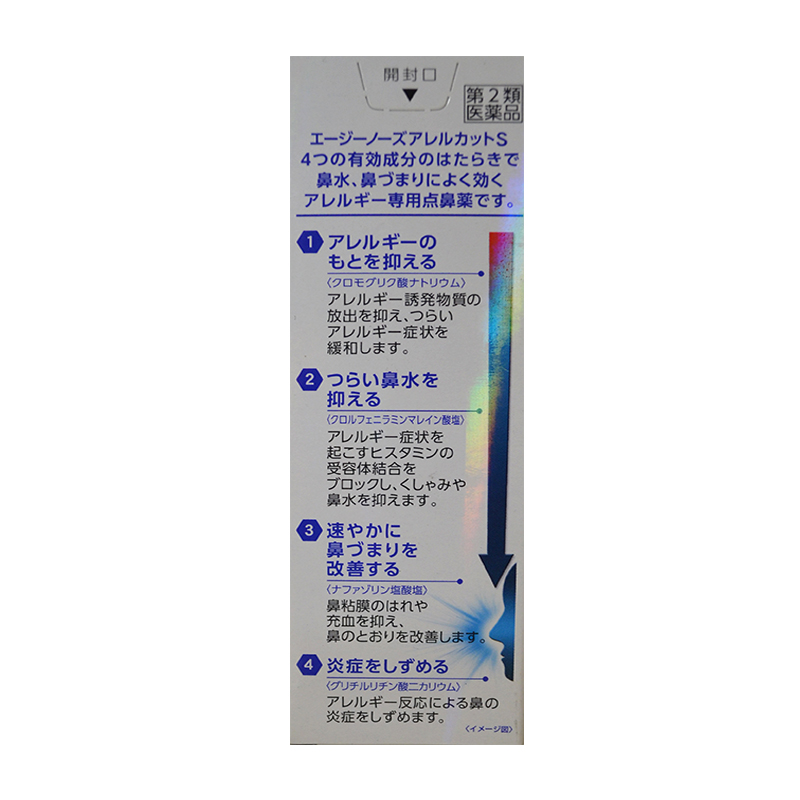 開封口
▼
第2類
医薬品
エージーノーズアレルカットS
4つの有効成分のはたらきで
鼻水、鼻づまりによく効く
アレルギー専用点鼻薬です。
1 アレルギーの
もとを抑える
〈クロモグリク酸ナトリウム〉
アレルギー誘発物質の
放出を抑え、つらい
アレルギー症状を
緩和します。
2 つらい鼻水を
抑える
〈クロルフェニラミンマレイン酸塩〉
アレルギー症状を
起こすヒスタミンの
受容体結合を
ブロックし、くしゃみや
鼻水を抑えます。
3 速やかに
鼻づまりを
改善する
〈ナファゾリン塩酸塩〉
鼻粘膜のはれや
充血を抑え、
鼻のとおりを改善します。
4 炎症をしずめる
〈グリチルリチン酸二カリウム〉
アレルギー反応による鼻の
炎症をしずめます。
〈イメージ図〉